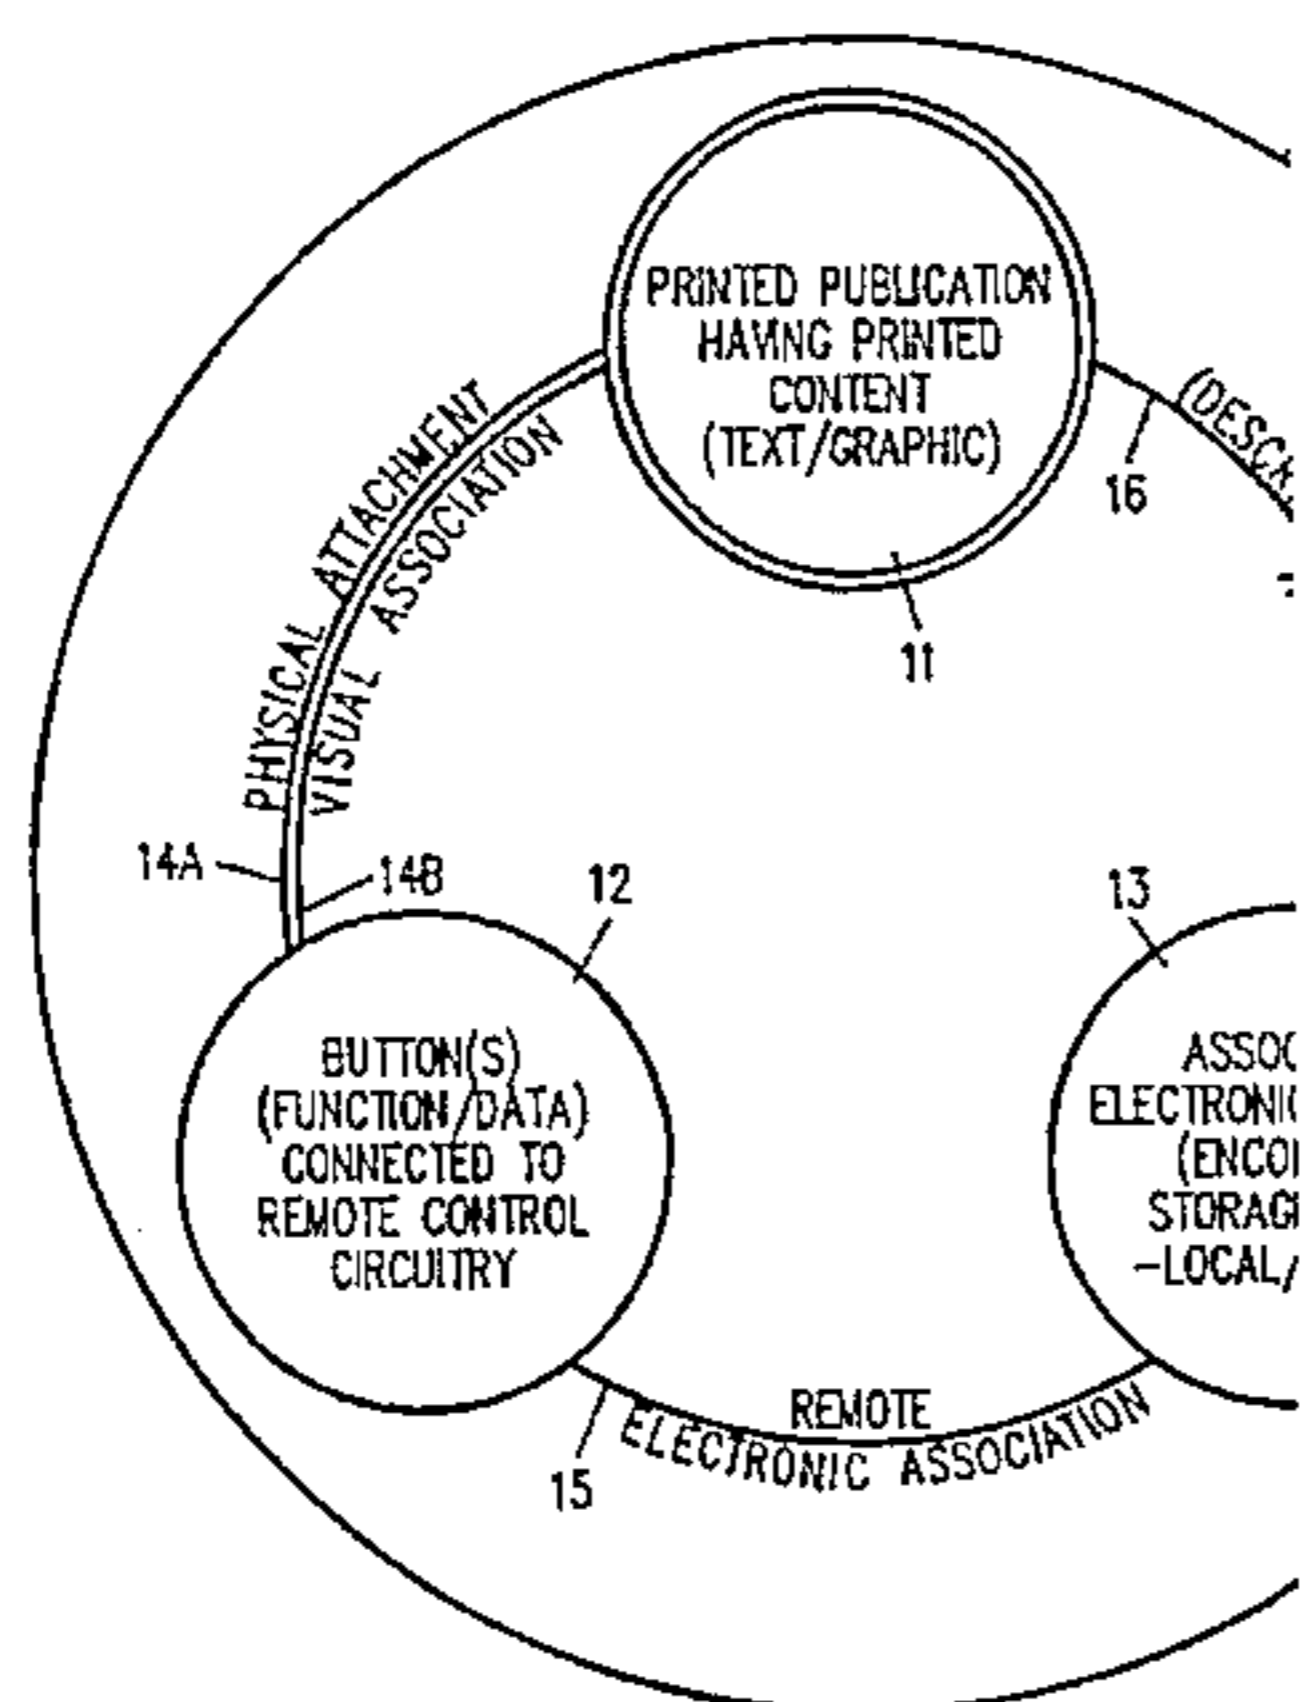 PRINTED PUBLICATION
HAVING PRINTED
CONTENT
(TEXT/GRAPHIC)
16
11
PHYSICAL ATTACHMENT
VISUAL ASSOCIATION
14A
14B
12
13
BUTTON(S)
(FUNCTION/DATA)
CONNECTED TO
REMOTE CONTROL
CIRCUITRY
-LOCAL/
REMOTE
ELECTRONIC ASSOCIATION
15